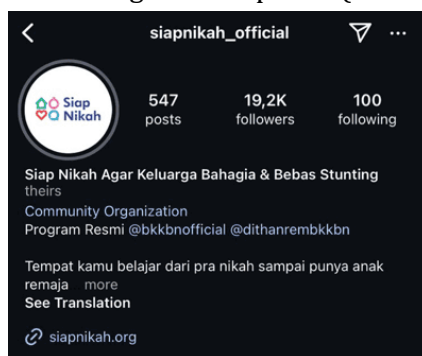 siapnikah_official
Siap
Nikah
547 19,2K 100
posts followers following
Siap Nikah Agar Keluarga Bahagia & Bebas Stunting
theirs
Community Organization
Program Resmi @bkkbnofficial @dithanrembkkbn
Tempat kamu belajar dari pra nikah sampai punya anak
remaja more
See Translation
siapnikah.org